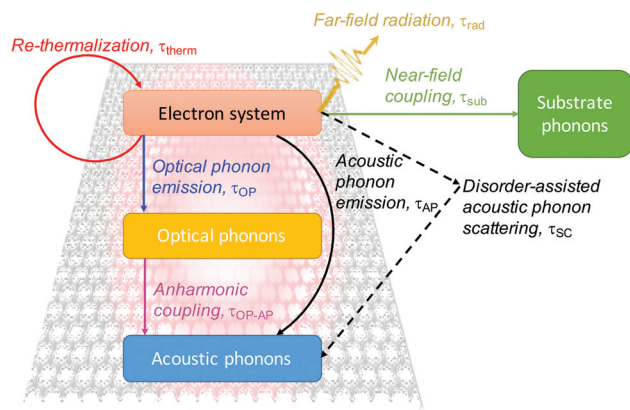 Far-field radiation, τrad
Re-thermalization, τtherm
Near-field
coupling, τsub
Substrate
phonons
Electron system
Optical phonon
emission, τOP
Acoustic
phonon
emission, τAP
Disorder-assisted
acoustic phonon
scattering, τSC
Optical phonons
Anharmonic
coupling, τOP-AP
Acoustic phonons